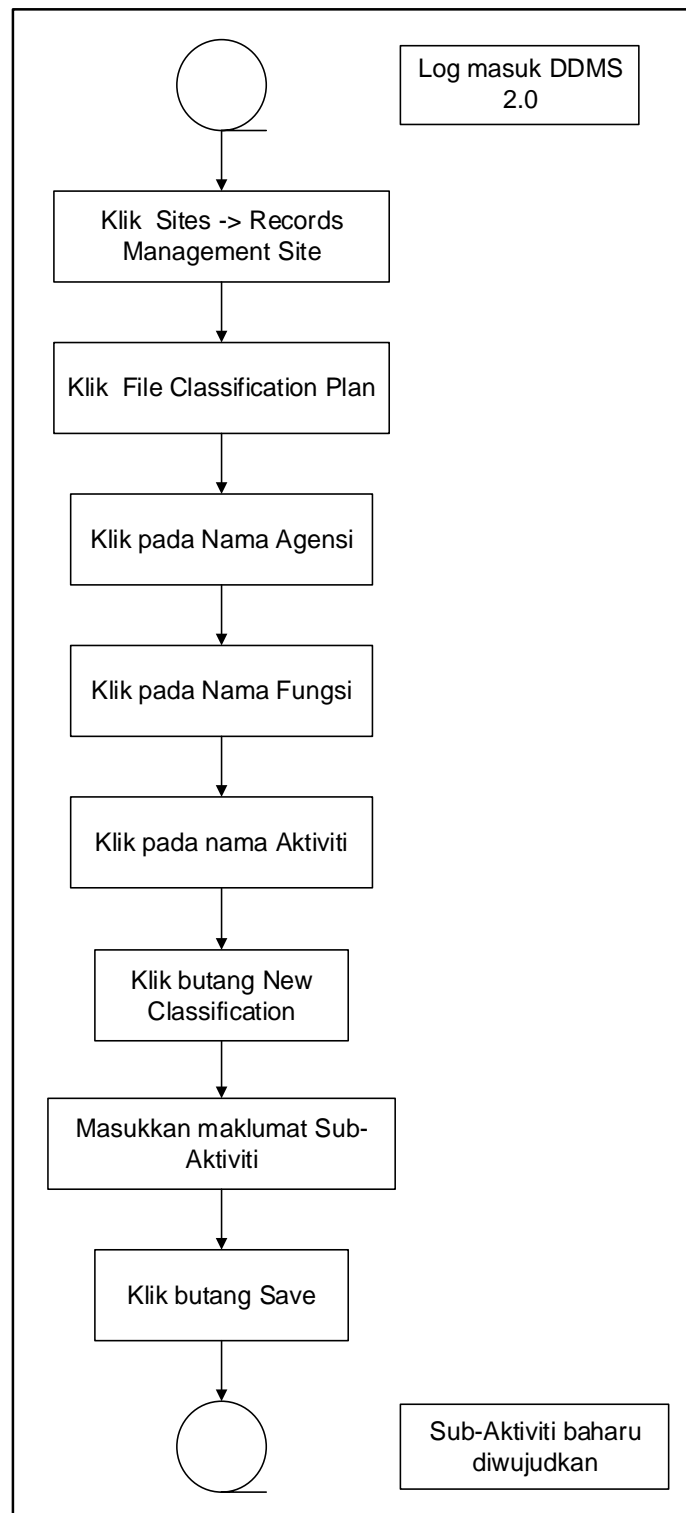 Log masuk DDMS
2.0
Klik Sites -> Records
Management Site
Klik File Classification Plan
Klik pada Nama Agensi
Klik pada Nama Fungsi
Klik pada nama Aktiviti
Klik butang New
Classification
Masukkan maklumat Sub-
Aktiviti
Klik butang Save
Sub-Aktiviti baharu
diwujudkan